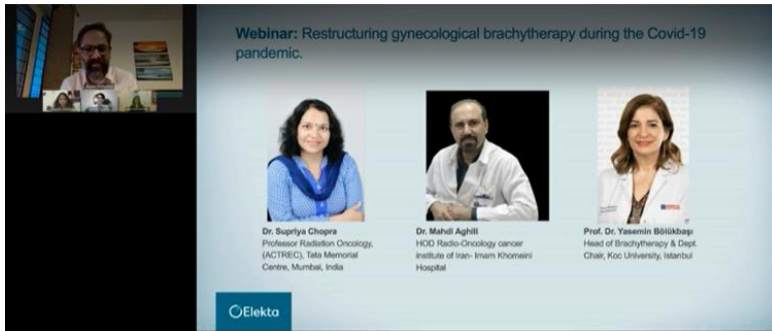 Webinar: Restructuring gynecological brachytherapy during the Covid-19
pandemic.
Dr. Supriya Chopra
Professor Radiation Oncology,
(ACTREC), Tata Memorial
Centre, Mumbai, India
Dr. Mahdi Aghili
HOD Radio-Oncology cancer
institute of Iran- Imam Khomeini
Hospital
Prof. Dr. Yasemin Bölükbaşı
Head of Brachytherapy & Dept.
Chair, Koc University, Istanbul
Elekta